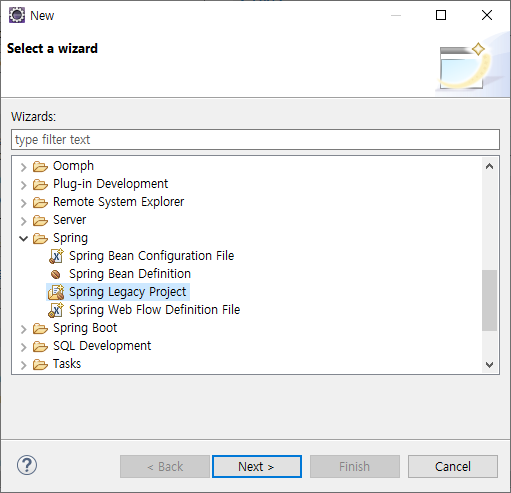 New
Select a wizard
Wizards:
type filter text
Oomph
Plug-in Development
Remote System Explorer
Server
Spring
Spring Bean Configuration File
Spring Bean Definition
Spring Legacy Project
Spring Web Flow Definition File
Spring Boot
SQL Development
Tasks
? < Back Next > Finish Cancel